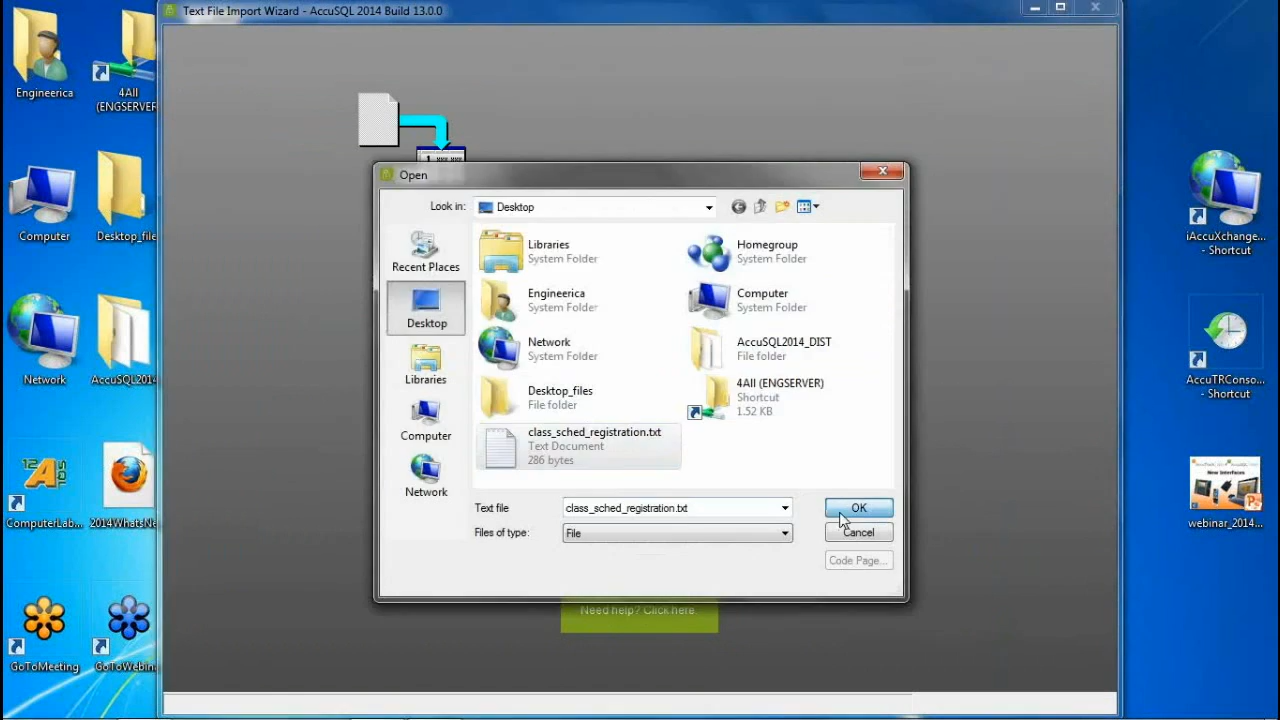 Text File Import Wizard - AccuSQL 2014 Build 13.0.0
Engineerica
4All
(ENGSERVER
Computer
Desktop_file
Network
AccuSQL2014
ComputerLab...
2014WhatsNe
GoToMeeting
GoToWebin
Open
Look in:
Desktop
Recent Places
Desktop
Libraries
Computer
Network
Libraries
System Folder
Homegroup
System Folder
Engineerica
System Folder
Computer
System Folder
Network
System Folder
AccuSQL2014_DIST
File folder
Desktop_files
File folder
4All (ENGSERVER)
Shortcut
1.52 KB
class_sched_registration.txt
Text Document
286 bytes
Text file
class_sched_registration.txt
OK
Files of type:
File
Cancel
Code Page...
Need help? Click here.
iAccuXchange...
- Shortcut
AccuTRConso...
- Shortcut
New Interfaces
webinar_2014...